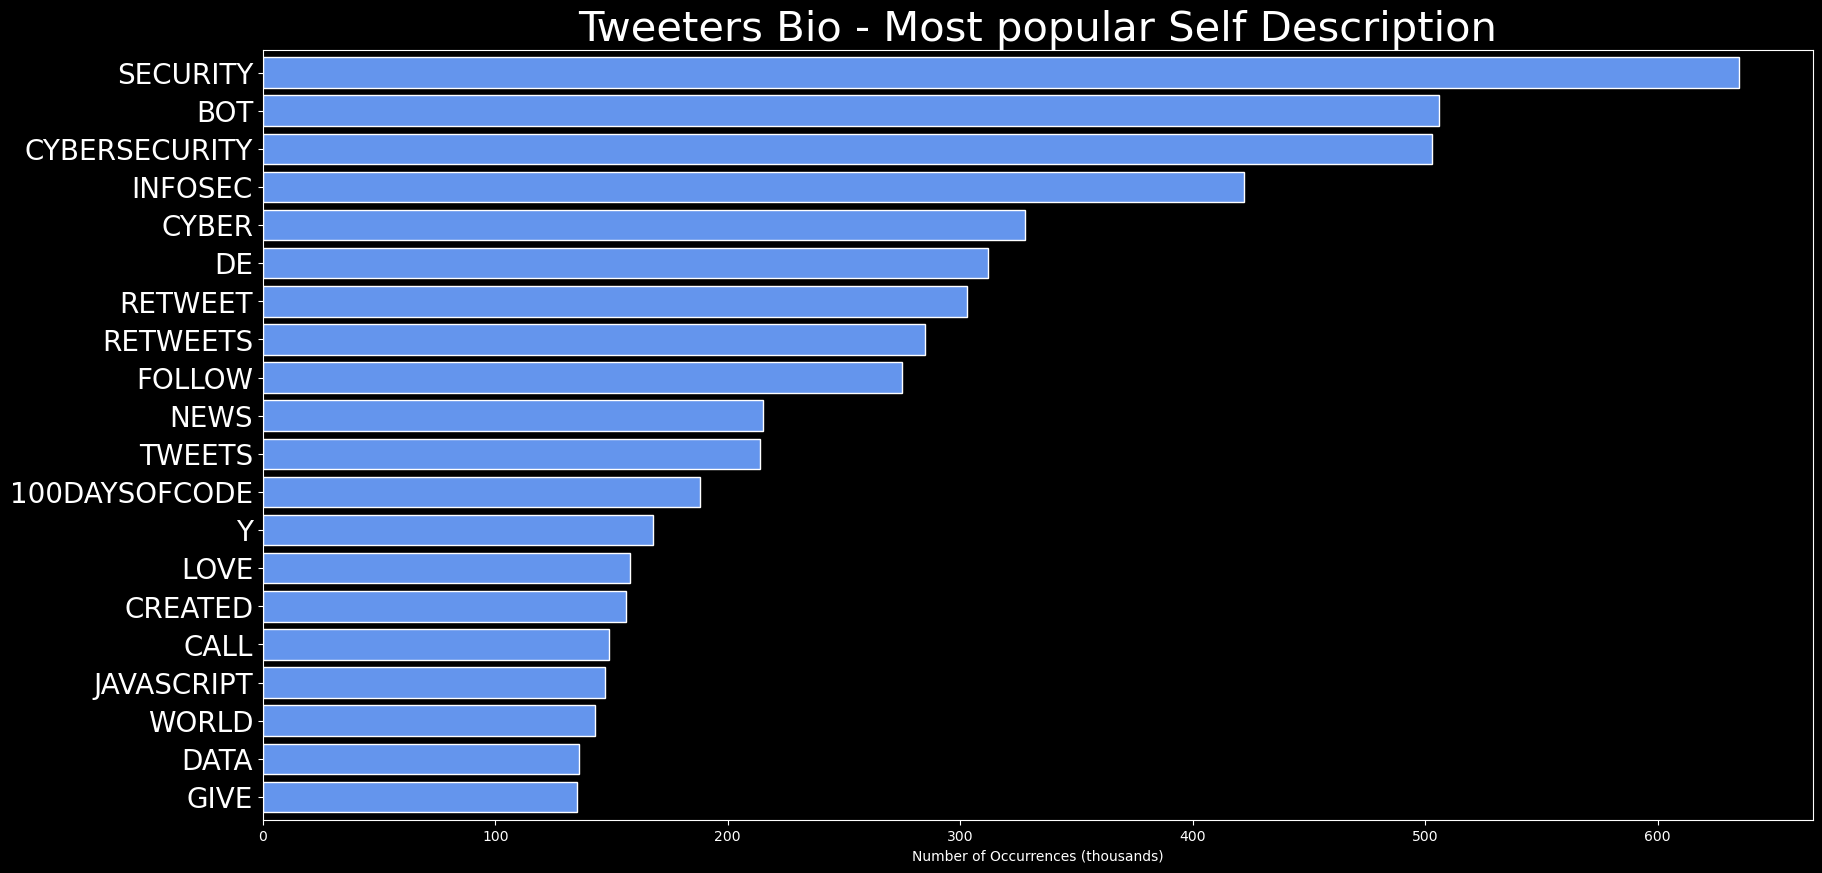 Tweeters Bio - Most popular Self Description
SECURITY
BOT
CYBERSECURITY
INFOSEC
CYBER
DE
RETWEET
RETWEETS
FOLLOW
NEWS
TWEETS
100DAYSOFCODE
Y
LOVE
CREATED
CALL
JAVASCRIPT
WORLD
DATA
GIVE
0 100 200 300 400 500 600
Number of Occurrences (thousands)